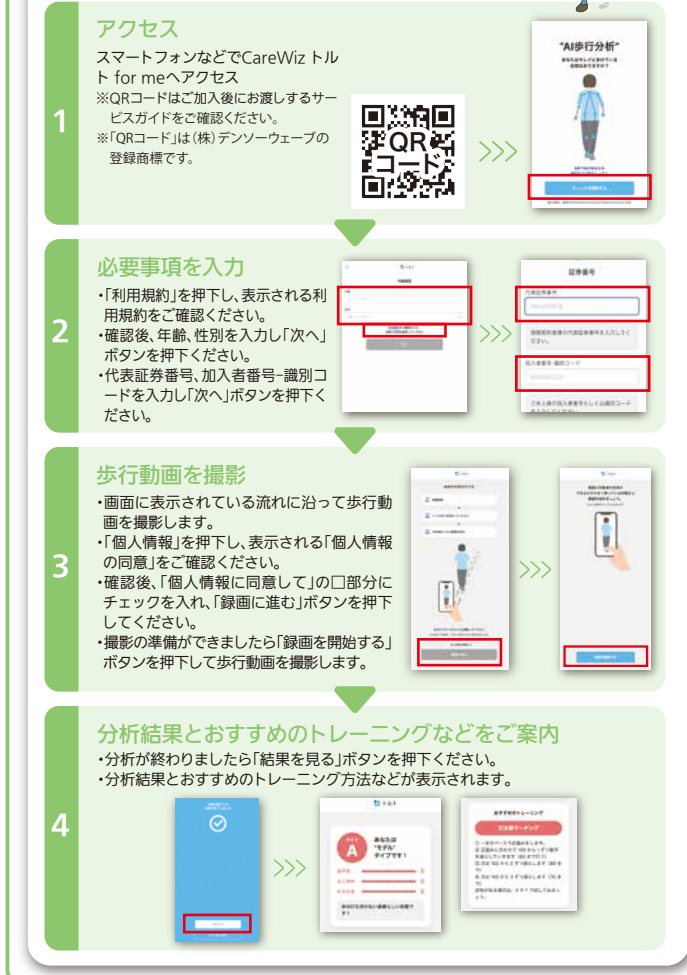 アクセス
スマートフォンなどでCareWiz トル
ト for meへアクセス
※QRコードはご加入後にお渡しするサー
ビスガイドをご確認ください。
※「QRコード」は(株)デンソーウェーブの
登録商標です。
1
QR
コード
>>>
"AI歩行分析"
2
必要事項を入力
・「利用規約」を押下し、表示される利
用規約をご確認ください。
・確認後、年齢、性別を入力し「次へ」
ボタンを押下ください。
・代表証券番号、加入者番号-識別コ
ードを入力し「次へ」ボタンを押下く
ださい。
>>>
証券番号
代表証券番号
加入者番号-識別コード
3
歩行動画を撮影
・画面に表示されている流れに沿って歩行動
画を撮影します。
・「個人情報」を押下し、表示される「個人情報
の同意」をご確認ください。
・確認後、「個人情報に同意して」の□部分に
チェックを入れ、「録画に進む」ボタンを押下
してください。
・撮影の準備ができましたら「録画を開始する」
ボタンを押下して歩行動画を撮影します。
>>>
4
分析結果とおすすめのトレーニングなどをご案内
・分析が終わりましたら「結果を見る」ボタンを押下ください。
・分析結果とおすすめのトレーニング方法などが表示されます。
>>>
トルト
A
あなたは
"モデル"
タイプです!
おすすめのトレーニング